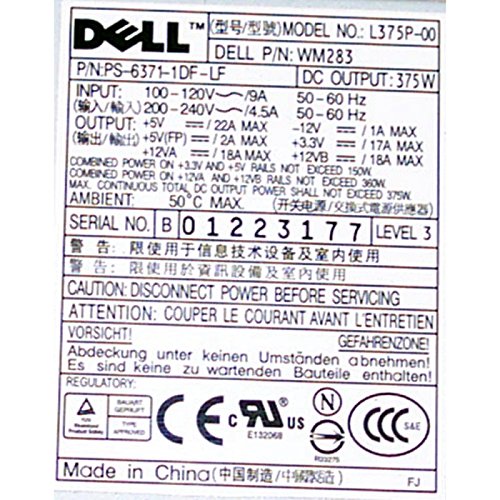 DELL™ (型号/型號) MODEL NO.: L375P-00
DELL P/N: WM283
P/N:PS-6371-1DF-LF DC OUTPUT: 375W
INPUT: 100-120V~/9A 50-60 Hz
(输入/輸入) 200-240V~/4.5A 50-60 Hz
OUTPUT: +5V ⎓/ 22A MAX -12V ⎓/ 1A MAX
(输出/輸出) +5V(FP) ⎓/ 2A MAX +3.3V ⎓/ 17A MAX
+12VA ⎓/ 18A MAX +12VB ⎓/ 18A MAX
COMBINED POWER ON +3.3V AND +5V RAILS NOT EXCEED 150W.
COMBINED POWER ON +12VA AND +12VB RAILS NOT EXCEED 360W.
MAX. CONTINUOUS TOTAL DC OUTPUT POWER SHALL NOT EXCEED 375W.
AMBIENT: 50°C MAX. (开关电源/交換式電源供應器)
SERIAL NO. B 01223177 LEVEL 3
警告: 限使用于信息技术设备及室内使用
警告: 限使用於資訊設備及室內使用
CAUTION: DISCONNECT POWER BEFORE SERVICING
ATTENTION: COUPER LE COURANT AVANT L'ENTRETIEN
VORSICHT! GEFAHRENZONE!
Abdeckung unter keinen Umständen abnehmen!
Es sind keine zu wartenden Bauteile enthalten!
REGULATORY:
TÜV Rheinland Product Safety
BAUART GEPRÜFT
TYPE APPROVED
CE
c UL US
E132068
R33275
CCC S&E
Made in China(中国制造/中國製造) FJ